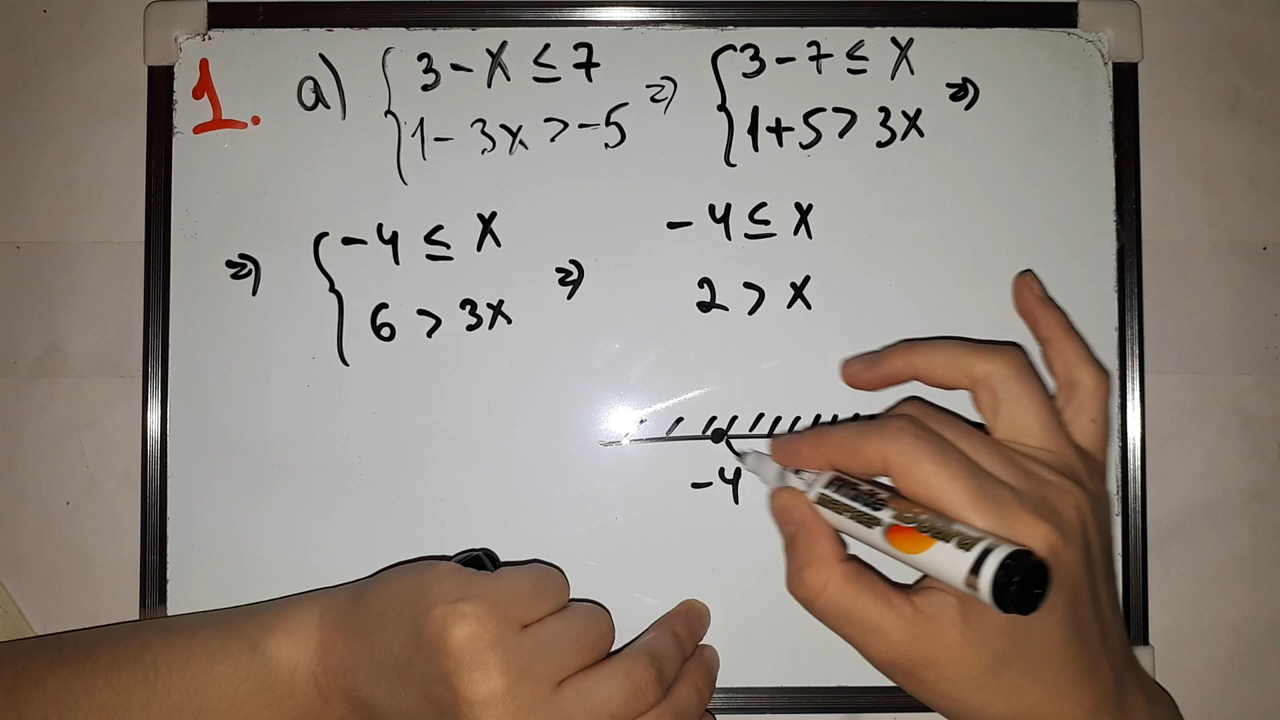 1. a) { 3 - x ≤ 7 ⇒ { 3 - 7 ≤ x ⇒
1 - 3x > -5 1 + 5 > 3x
⇒ { -4 ≤ x ⇒ -4 ≤ x
6 > 3x 2 > x
-4